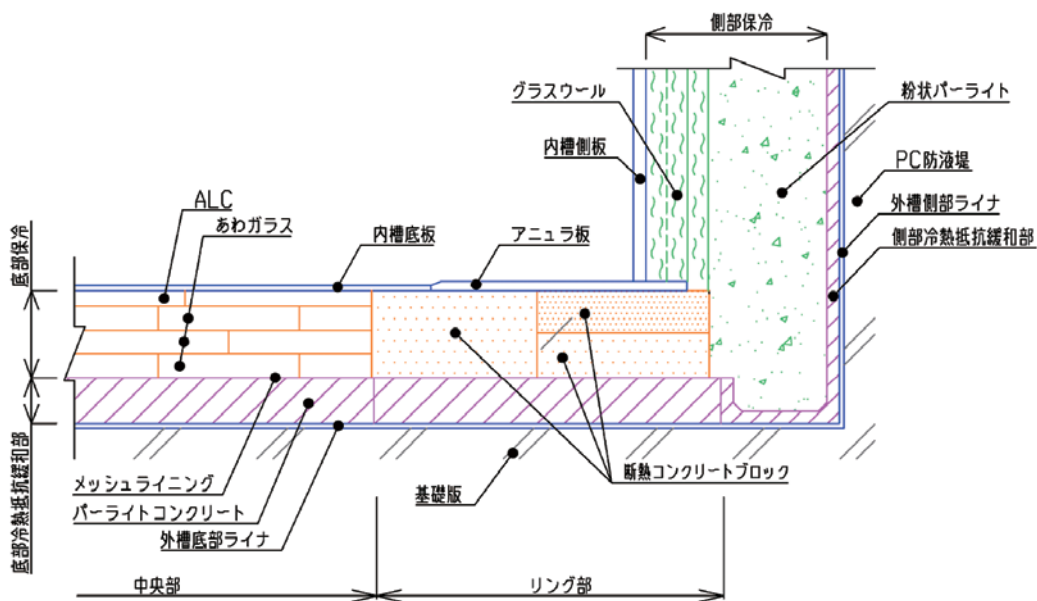 側部保冷
グラスウール
粉状パーライト
内槽側板
PC防液堤
ALC
外槽側部ライナ
あわガラス
内槽底板
アニュラ板
側部冷熱抵抗緩和部
底部保冷
底部冷熱抵抗緩和部
メッシュライニング
断熱コンクリートブロック
基礎版
パーライトコンクリート
外槽底部ライナ
中央部
リング部